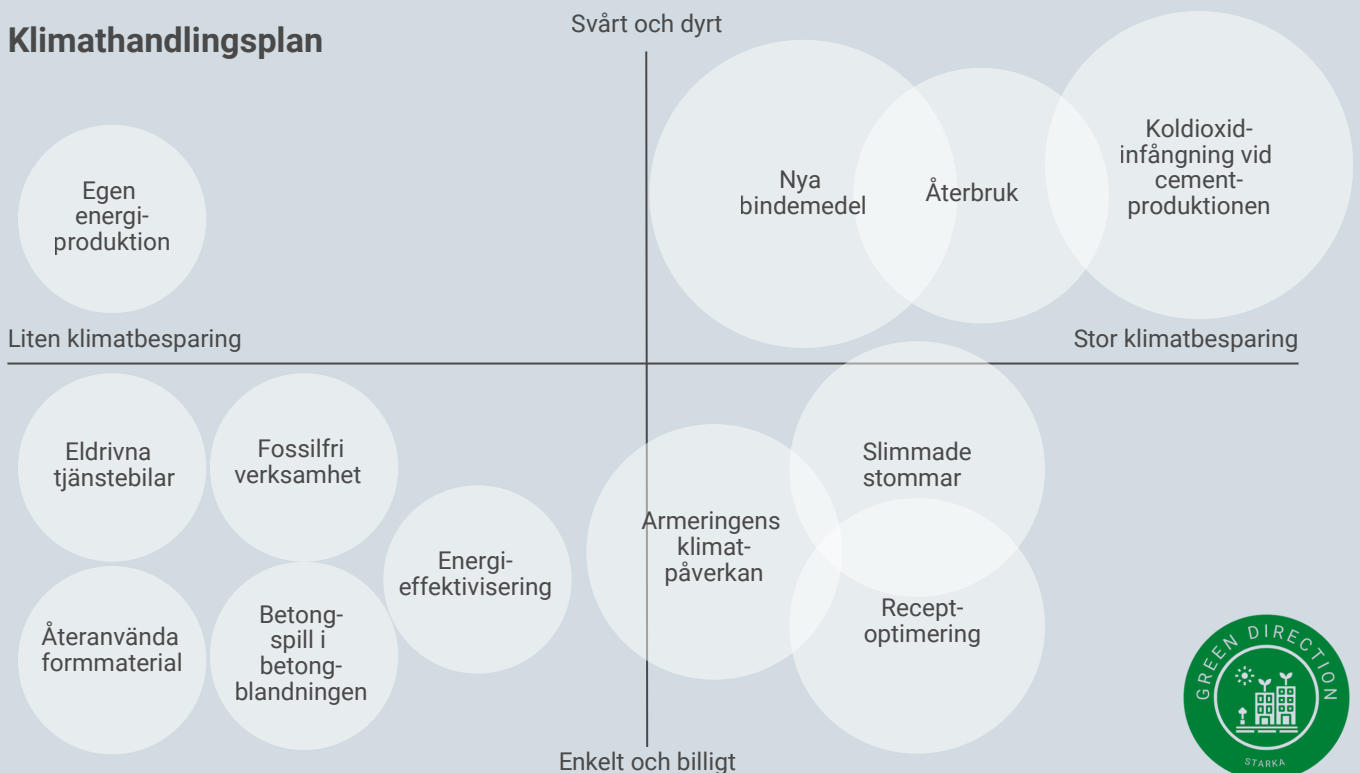 Klimathandlingsplan
Svårt och dyrt
Egen
energi-
produktion
Nya
bindemedel
Återbruk
Koldioxid-
infångning vid
cement-
produktionen
Liten klimatbesparing
Stor klimatbesparing
Eldrivna
tjänstebilar
Fossilfri
verksamhet
Energi-
effektivisering
Armeringens
klimat-
påverkan
Slimmade
stommar
Återanvända
formmaterial
Betong-
spill i
betong-
blandningen
Recept-
optimering
Enkelt och billigt
GREEN DIRECTION
STARKA